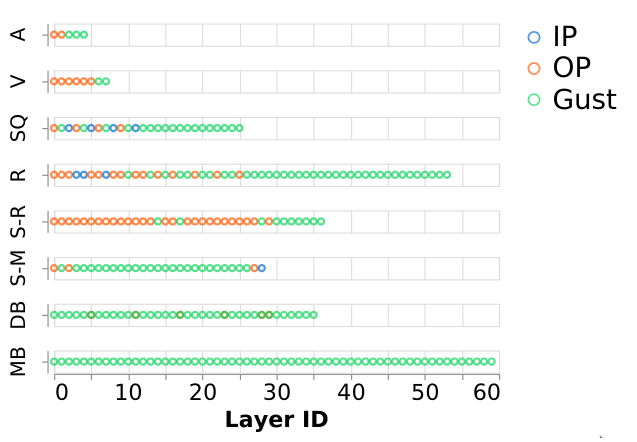 A
V
SQ
R
S-R
S-M
DB
MB
0 10 20 30 40 50 60
Layer ID
IP
OP
Gust